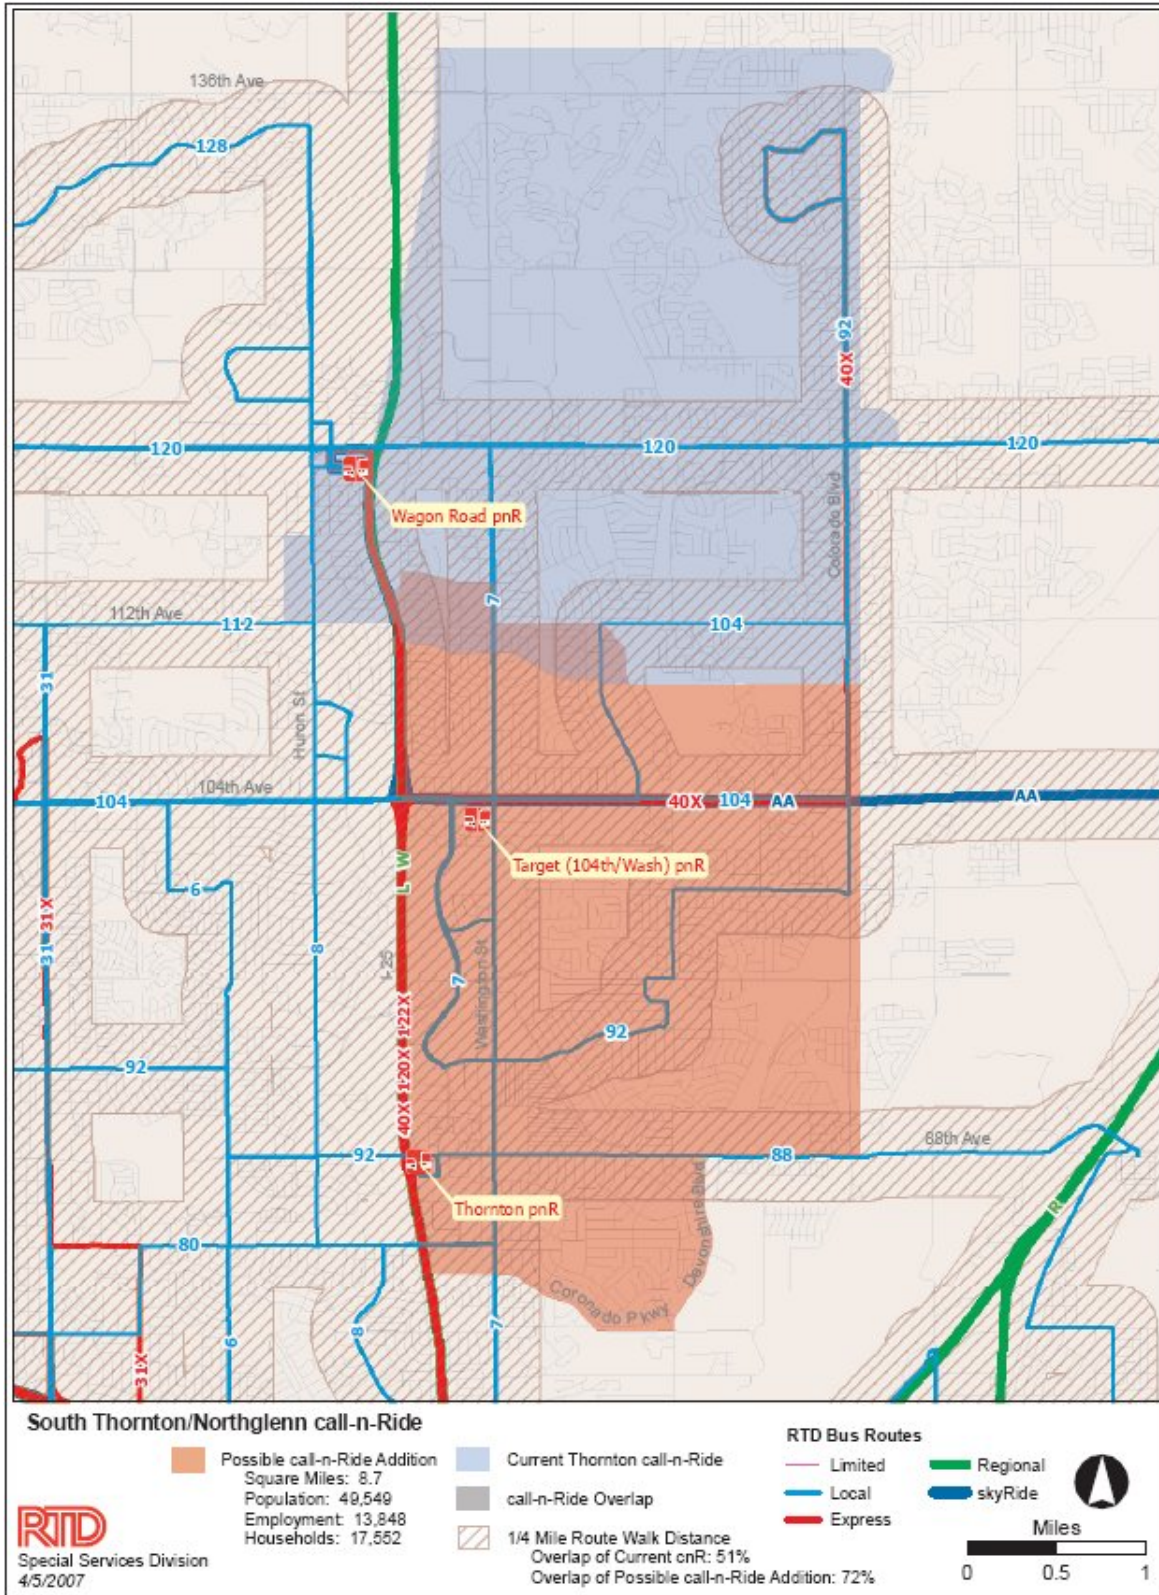 136th Ave
128
40X 92
120
120
120
Wagon Road pnR
Colorado Blvd
7
112th Ave
112
104
31
Huron St
104th Ave
104
40X 104 AA
AA
Target (104th/Wash) pnR
L W
6
31 31X
8
I-25
7
Washington St
40X 120X 122X
92
92
88th Ave
92
88
Thornton pnR
R
Devonshire Blvd
80
Coronado Pkwy
6
8
7
31X
South Thornton/Northglenn call-n-Ride
Possible call-n-Ride Addition
Square Miles: 8.7
Population: 49,549
Employment: 13,848
Households: 17,552
Current Thornton call-n-Ride
call-n-Ride Overlap
1/4 Mile Route Walk Distance
Overlap of Current cnR: 51%
Overlap of Possible call-n-Ride Addition: 72%
RTD Bus Routes
Limited
Local
Express
Regional
skyRide
Miles
0 0.5 1
RTD
Special Services Division
4/5/2007